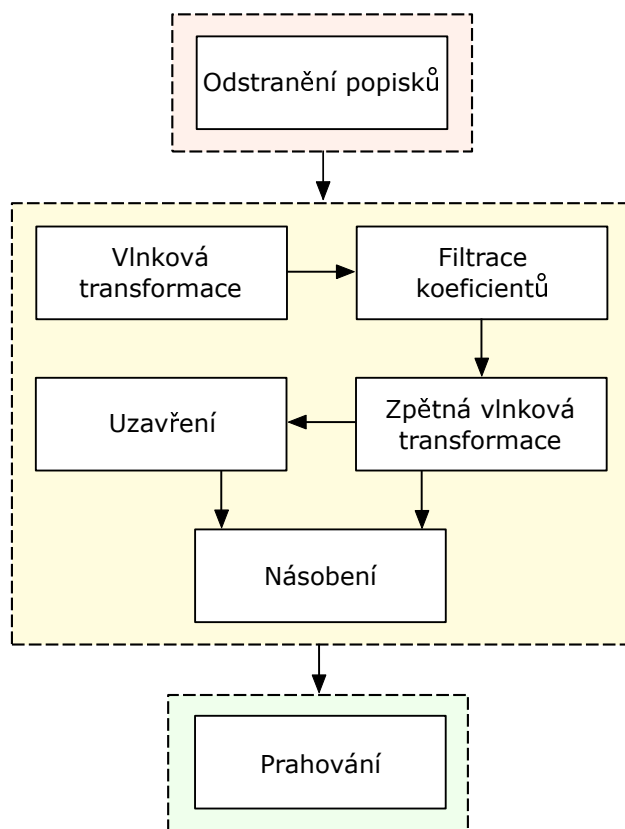 Odstranění popisků
Vlnková
transformace
Filtrace
koeficientů
Uzavření
Zpětná vlnková
transformace
Násobení
Prahování